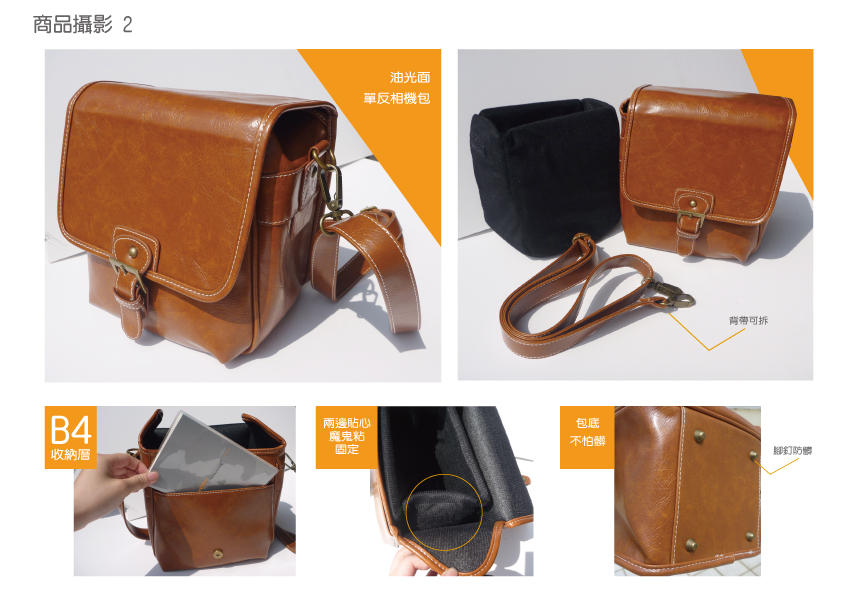 商品攝影 2
油光面
單反相機包
背帶可拆
B4
收納層
兩邊貼心
魔鬼粘
固定
包底
不怕髒
腳釘防髒